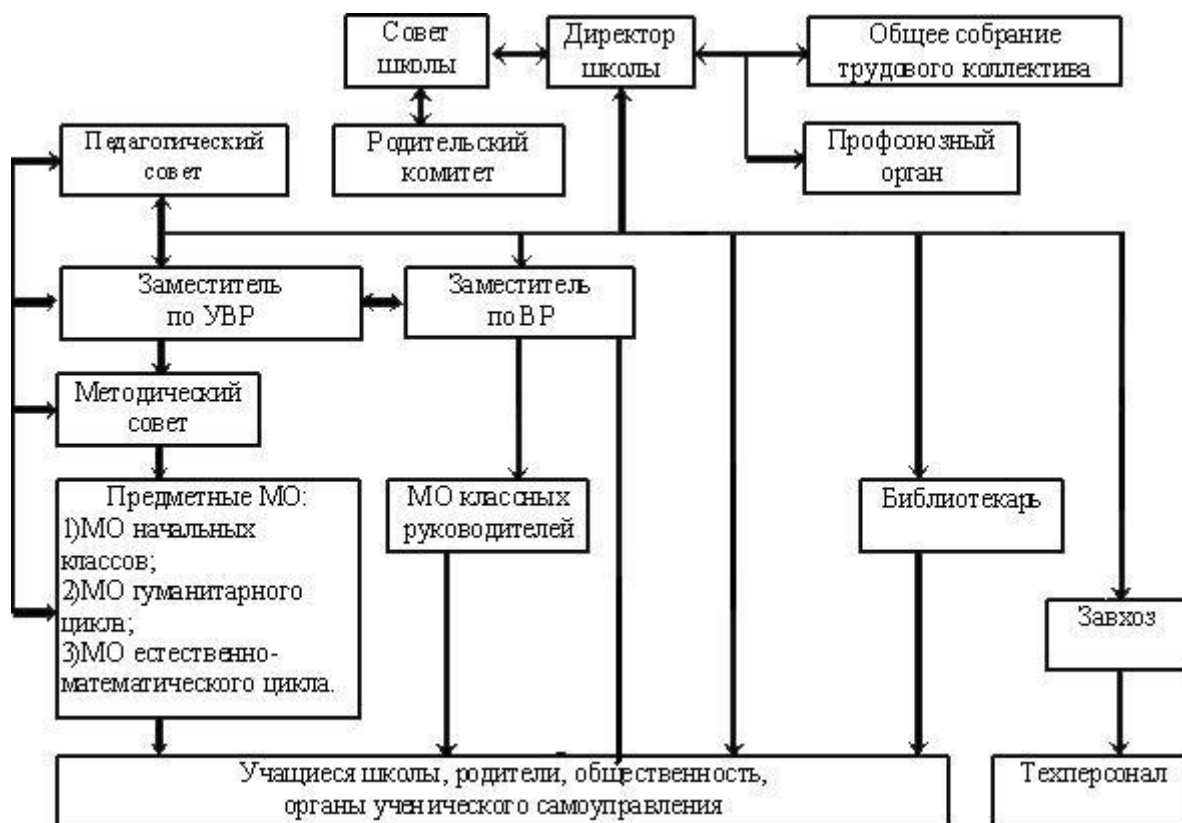 Совет
школы
Директор
школы
Общее собрание
трудового коллектива
Педагогический
совет
Родительский
комитет
Профсоюзный
орган
Заместитель
по УВР
Заместитель
по ВР
Методический
совет
Предметные МО:
1)МО начальных
классов;
2)МО гуманитарного
цикла;
3)МО естественно-
математического цикла.
МО классных
руководителей
Библиотекарь
Завхоз
Учащиеся школы, родители, общественность,
органы ученического самоуправления
Техперсонал